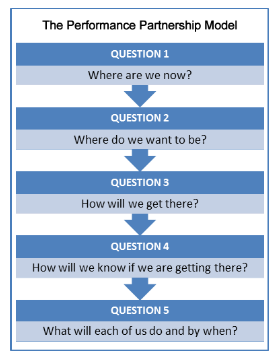 The Performance Partnership Model
QUESTION 1
Where are we now?
QUESTION 2
Where do we want to be?
QUESTION 3
How will we get there?
QUESTION 4
How will we know if we are getting there?
QUESTION 5
What will each of us do and by when?